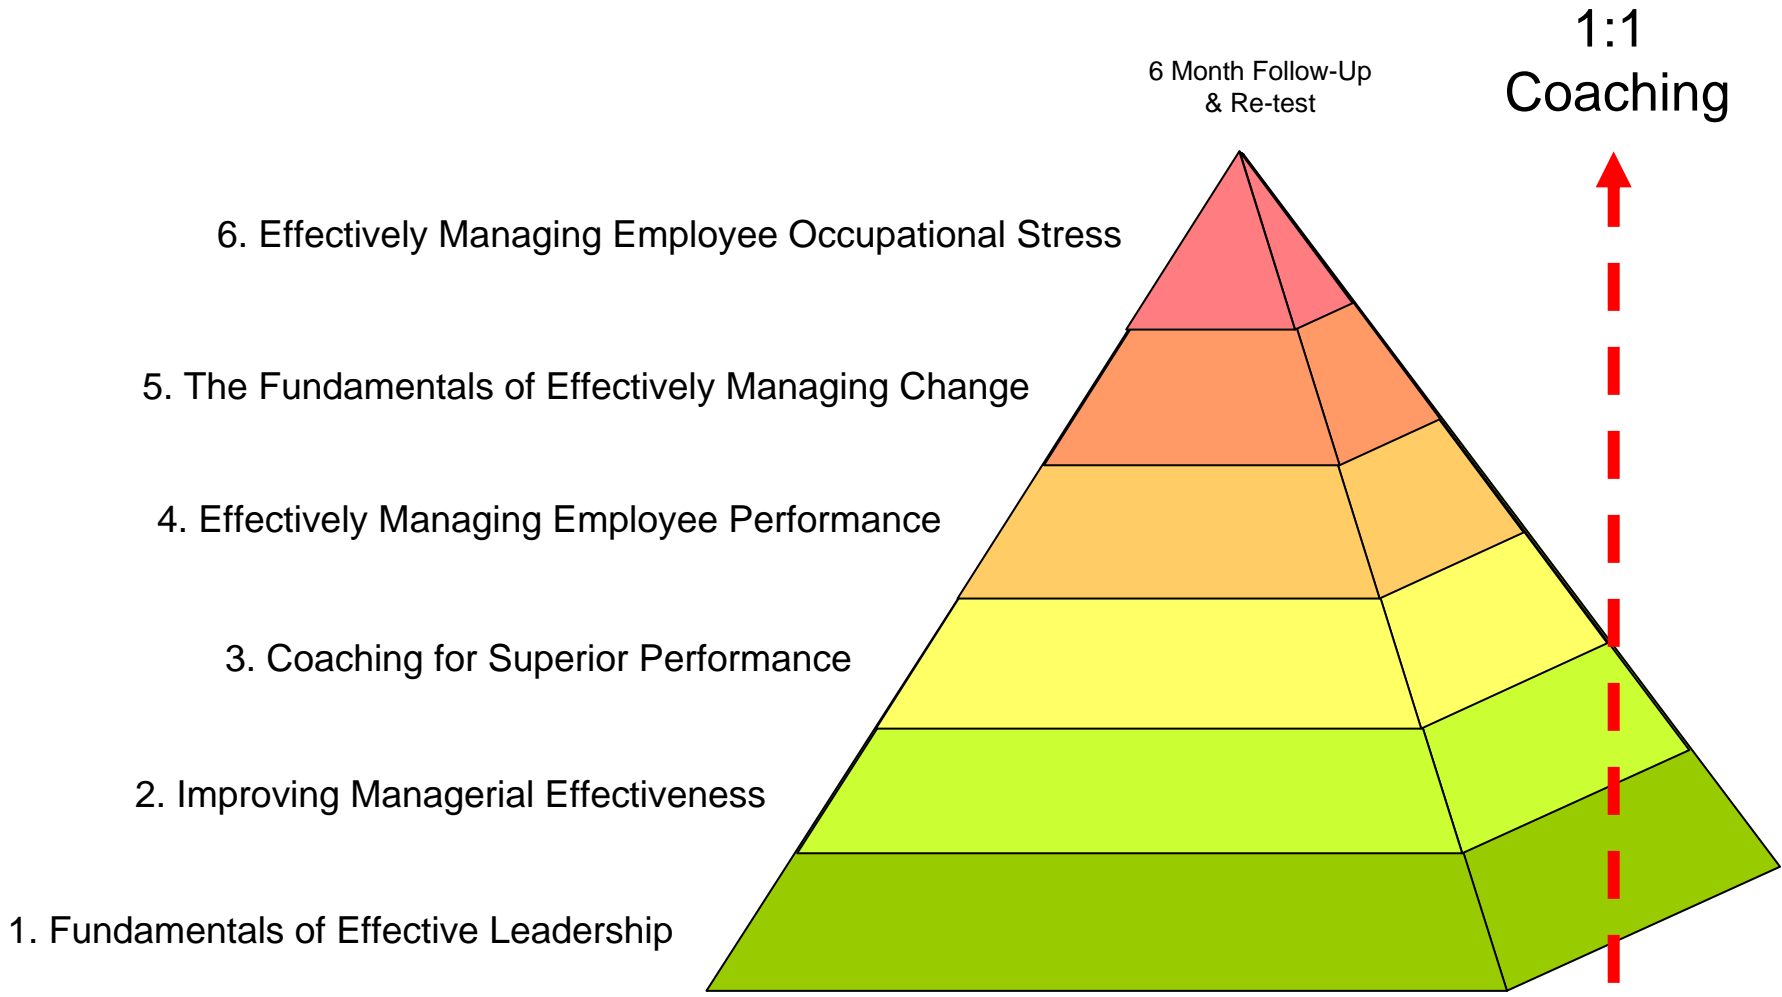 1:1
Coaching
6 Month Follow-Up
& Re-test
6. Effectively Managing Employee Occupational Stress
5. The Fundamentals of Effectively Managing Change
4. Effectively Managing Employee Performance
3. Coaching for Superior Performance
2. Improving Managerial Effectiveness
1. Fundamentals of Effective Leadership